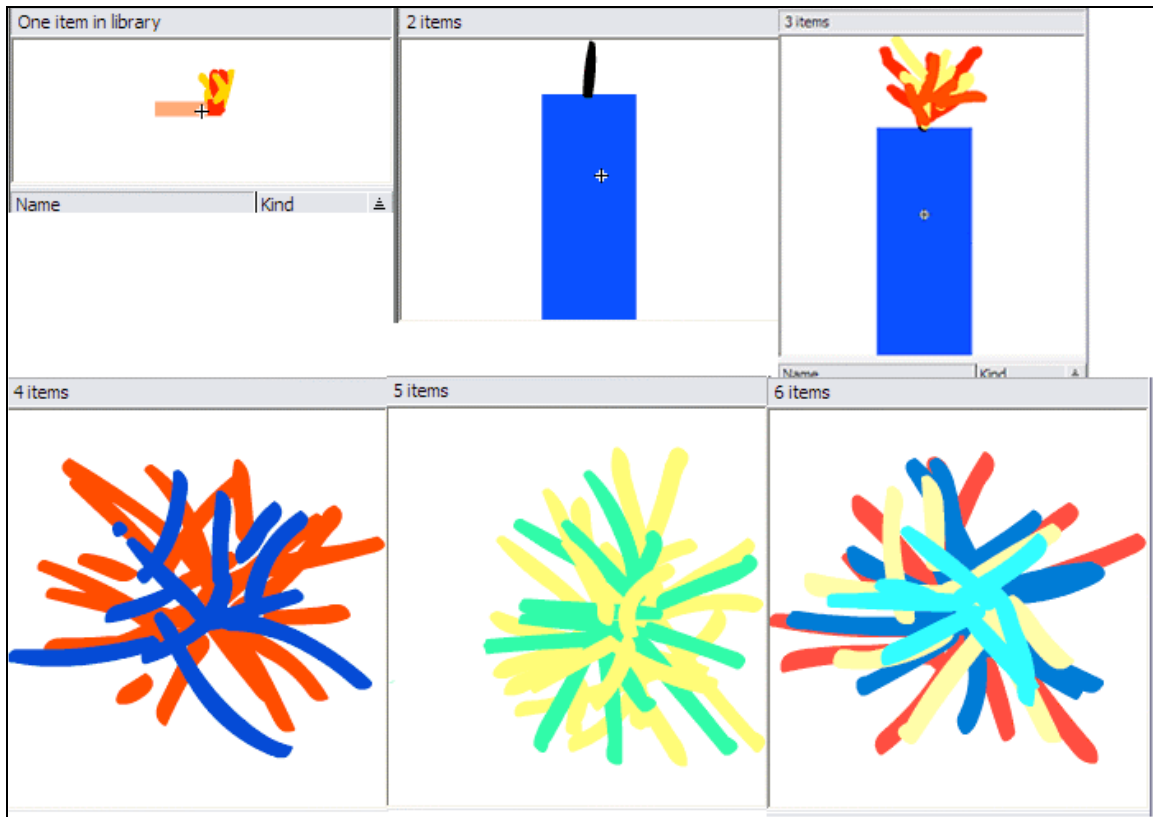 One item in library
2 items
3 items
Name Kind
Name Kind
4 items
5 items
6 items